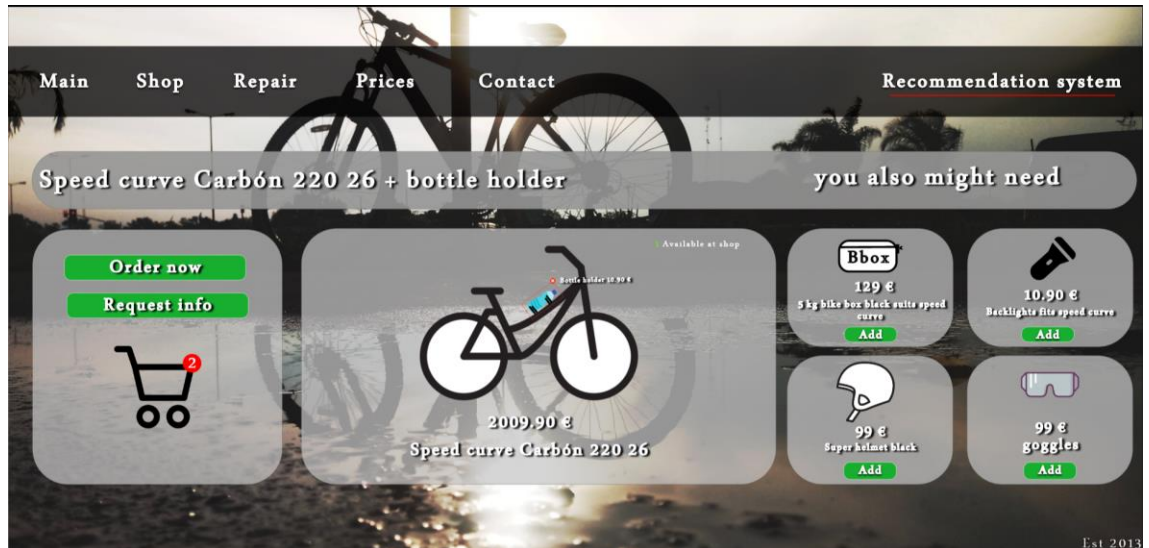 Main Shop Repair Prices Contact Recommendation system
Speed curve Carbón 220 26 + bottle holder
you also might need
Order now
Request info
2
Available at shop
Bottle holder 12.90 €
2009.90 €
Speed curve Carbón 220 26
Bbox
129 €
5 kg bike box black suits speed
curve
Add
10.90 €
Backlights fits speed curve
Add
99 €
Super helmet black
Add
99 €
goggles
Add
Est 2013